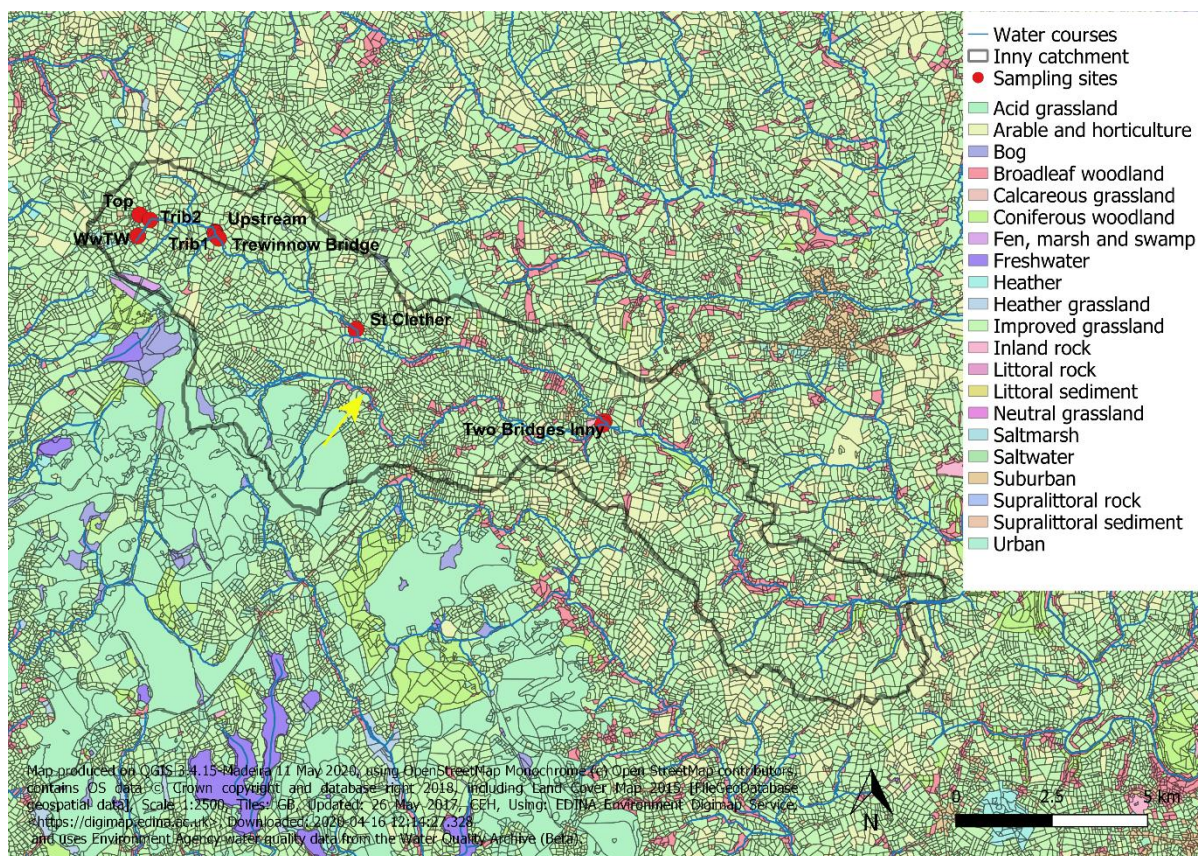 Water courses
Inny catchment
Sampling sites
Acid grassland
Arable and horticulture
Bog
Broadleaf woodland
Calcareous grassland
Coniferous woodland
Fen, marsh and swamp
Freshwater
Heather
Heather grassland
Improved grassland
Inland rock
Littoral rock
Littoral sediment
Neutral grassland
Saltmarsh
Saltwater
Suburban
Supralittoral rock
Supralittoral sediment
Urban
Top
Trib2
Upstream
WwTW
Trib1
Trewinnow Bridge
St Clether
Two Bridges Inny
Map produced on QGIS 3.4.15-Madeira 11 May 2020, using OpenStreetMap Monochrome (c) Open StreetMap contributors,
contains OS data © Crown copyright and database right 2018, including Land Cover Map 2015 [FileGeoDatabase
geospatial data], Scale 1:2500, Tiles: GB, Updated: 26 May 2017, CEH, Using: EDINA Environment Digimap Service,
<https://digimap.edina.ac.uk>, Downloaded: 2020-04-16 12:14:27.328
and uses Environment Agency water quality data from the Water Quality Archive (Beta).
N
0 2.5 5 km